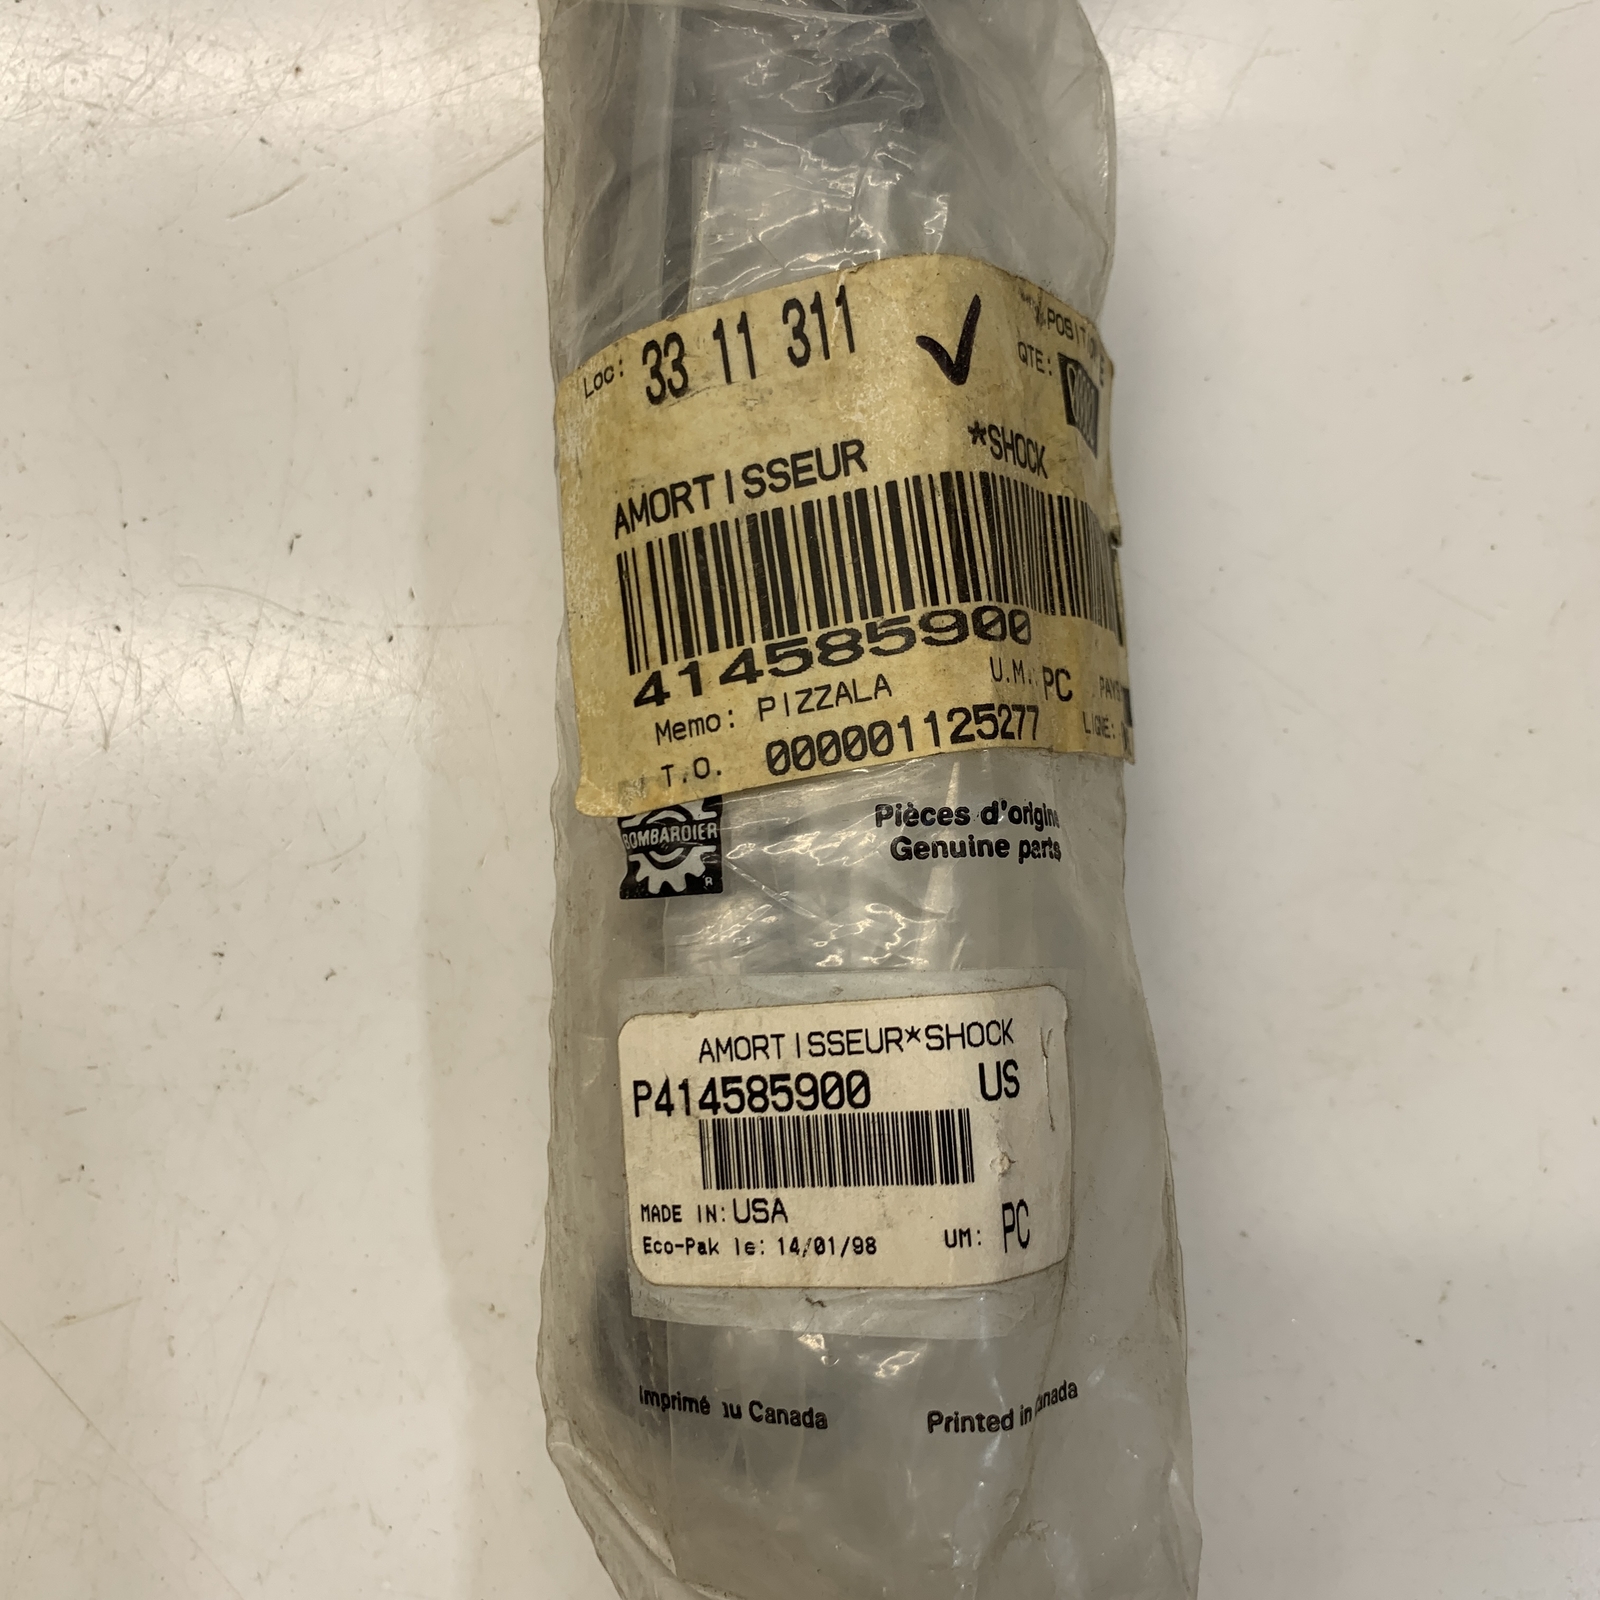 Loc: 33 11 311
QTE:
AMORTISSEUR *SHOCK
414585900
U.M. PC
Memo: PIZZALA
T.O. 000001125277 LIGNE:
BOMBARDIER
R
Pièces d'origine
Genuine parts
AMORTISSEUR*SHOCK
P414585900 US
MADE IN: USA
Eco-Pak le: 14/01/98 UM: PC
Imprimé au Canada Printed in Canada